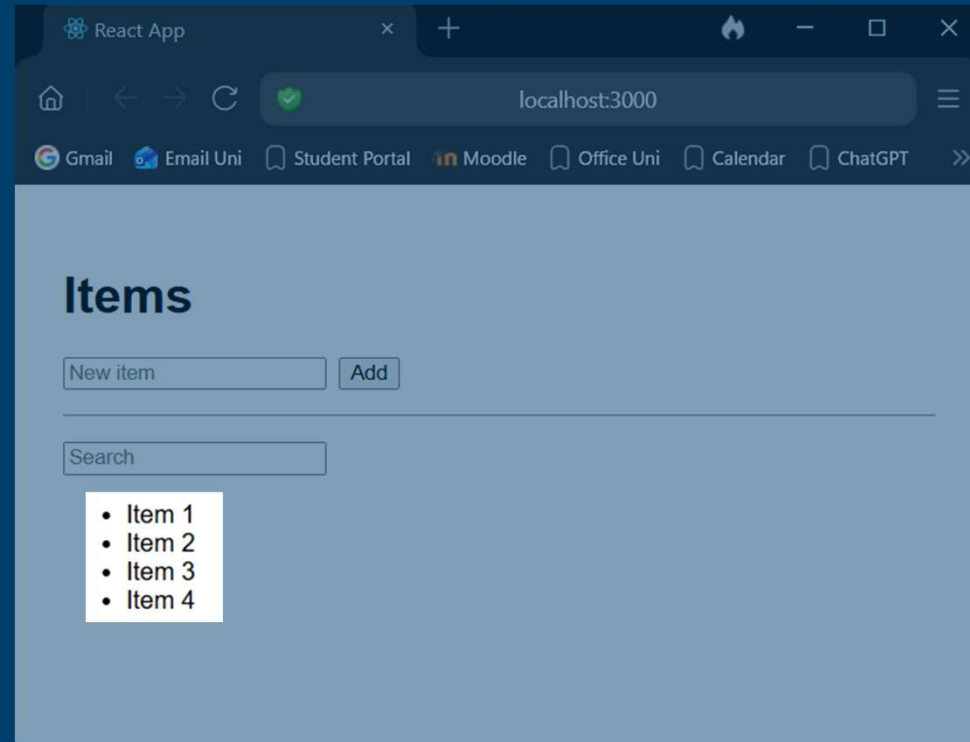 React App
localhost:3000
Gmail Email Uni Student Portal Moodle Office Uni Calendar ChatGPT
Items
New item Add
Search
• Item 1
• Item 2
• Item 3
• Item 4